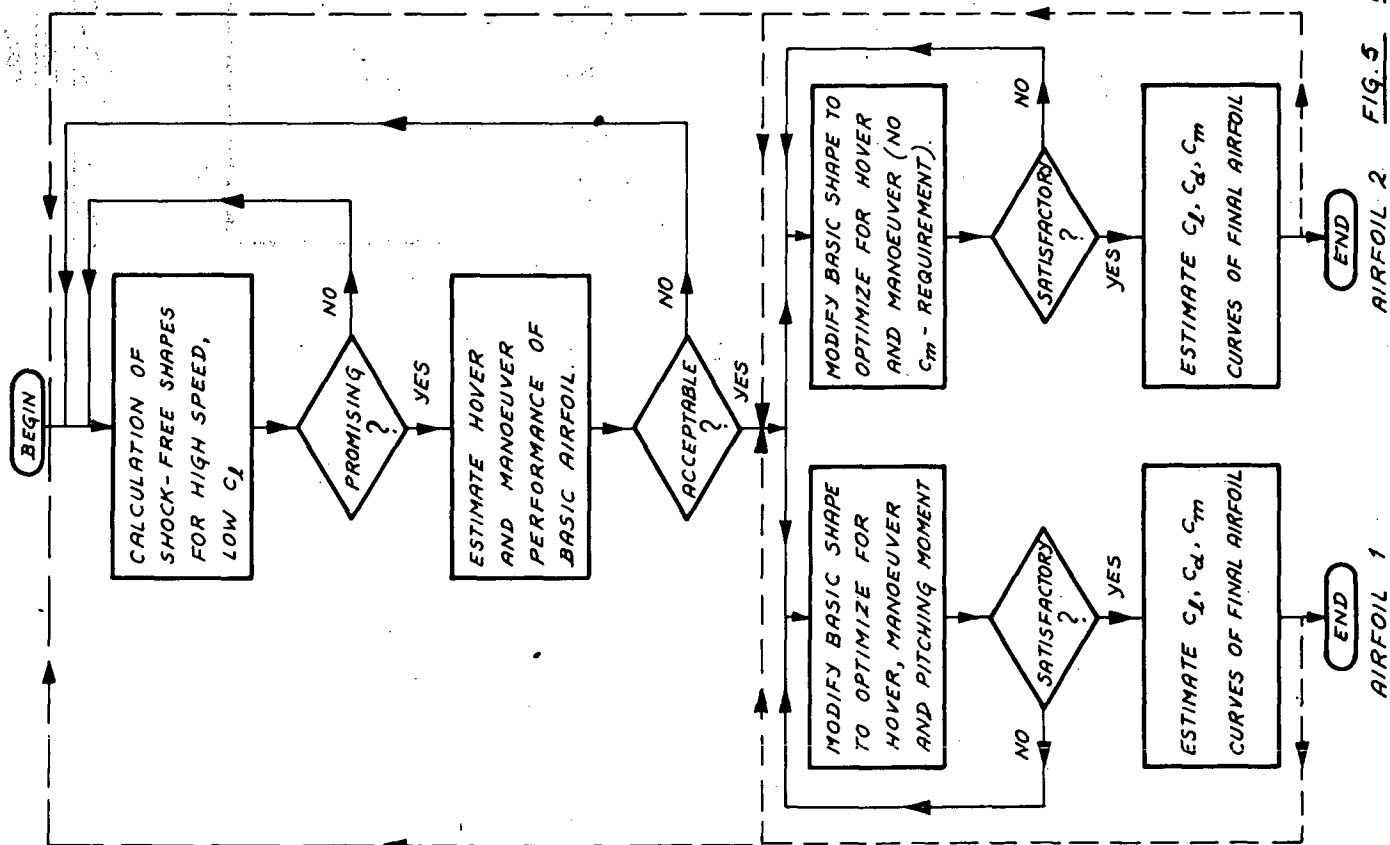 BEGIN
CALCULATION OF
SHOCK-FREE SHAPES
FOR HIGH SPEED,
LOW Cl
PROMISING
?
NO
YES
ESTIMATE HOVER
AND MANOEUVER
PERFORMANCE OF
BASIC AIRFOIL.
ACCEPTABLE
?
NO
YES
MODIFY BASIC SHAPE
TO OPTIMIZE FOR
HOVER, MANOEUVER
AND PITCHING MOMENT
SATISFACTORY
?
NO
YES
ESTIMATE Cl, Cd, Cm
CURVES OF FINAL AIRFOIL
END
AIRFOIL 1
MODIFY BASIC SHAPE TO
OPTIMIZE FOR HOVER
AND MANOEUVER (NO
Cm - REQUIREMENT).
SATISFACTORY
?
NO
YES
ESTIMATE Cl, Cd, Cm
CURVES OF FINAL AIRFOIL
END
AIRFOIL 2
FIG. 5